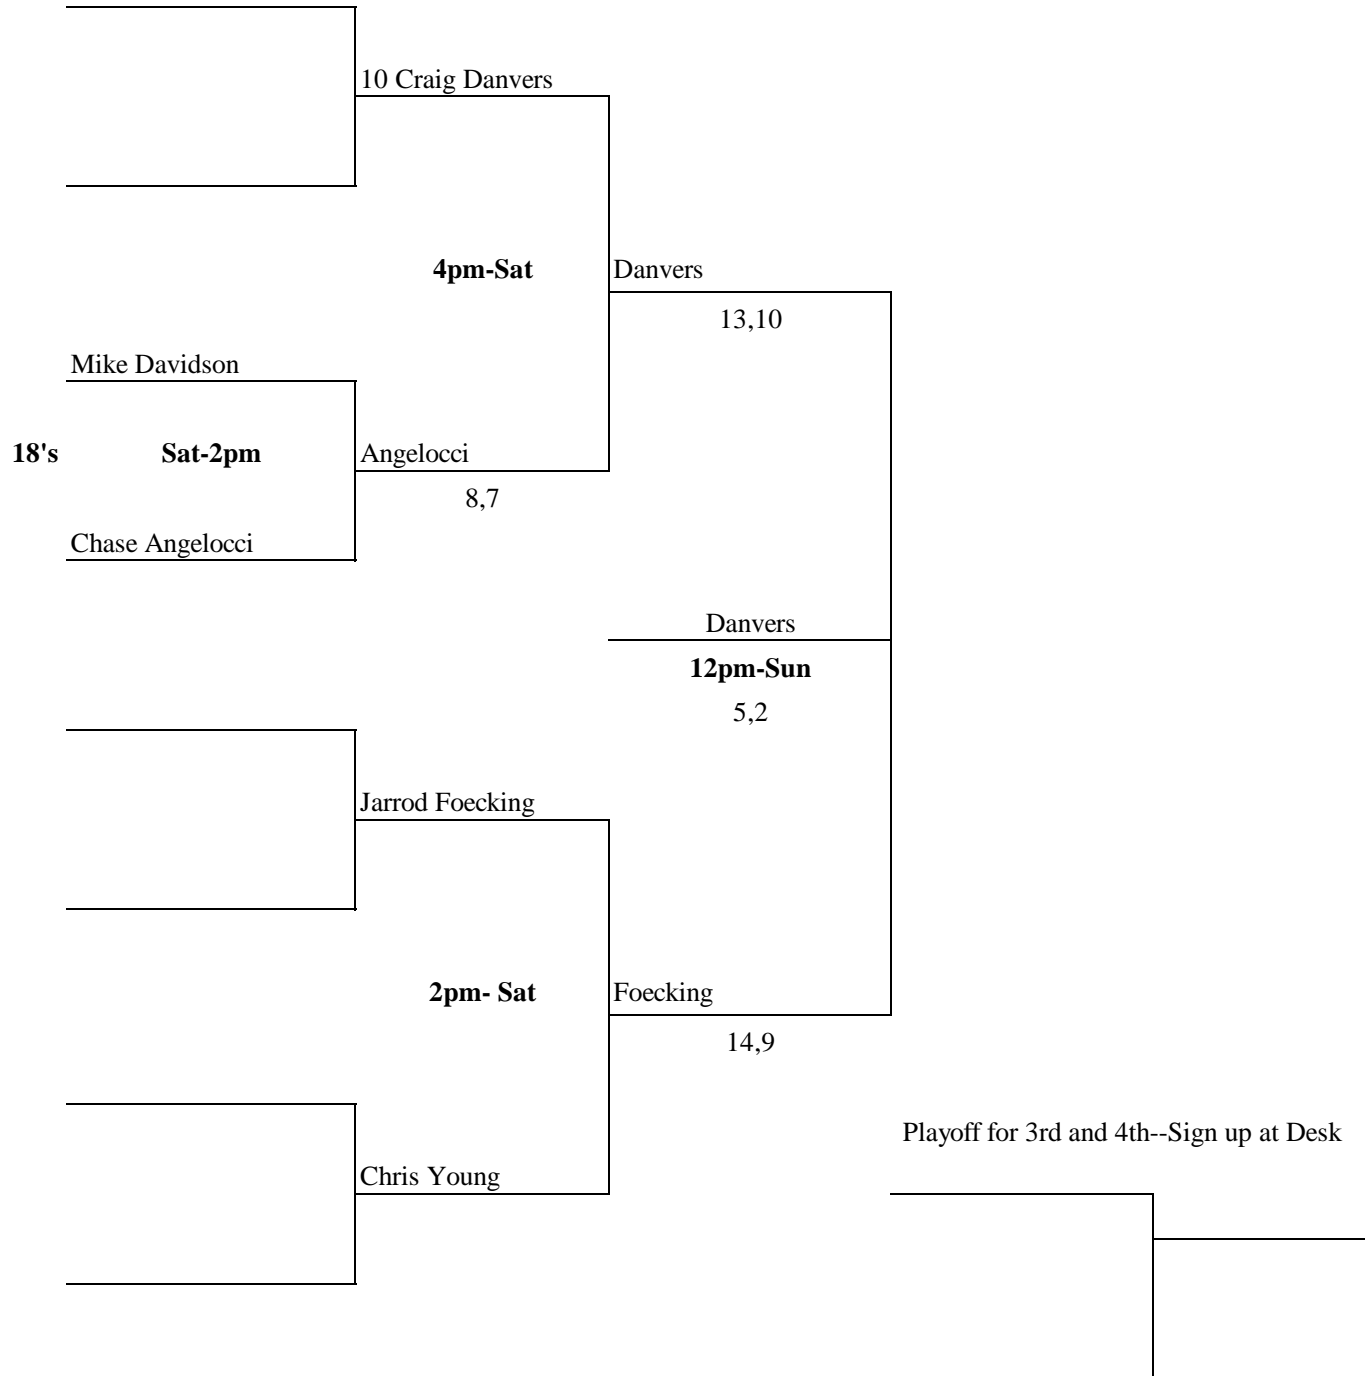 10 Craig Danvers
4pm-Sat
Danvers
13,10
Mike Davidson
18's
Sat-2pm
Angelocci
8,7
Chase Angelocci
Danvers
12pm-Sun
5,2
Jarrod Foecking
2pm- Sat
Foecking
14,9
Playoff for 3rd and 4th--Sign up at Desk
Chris Young